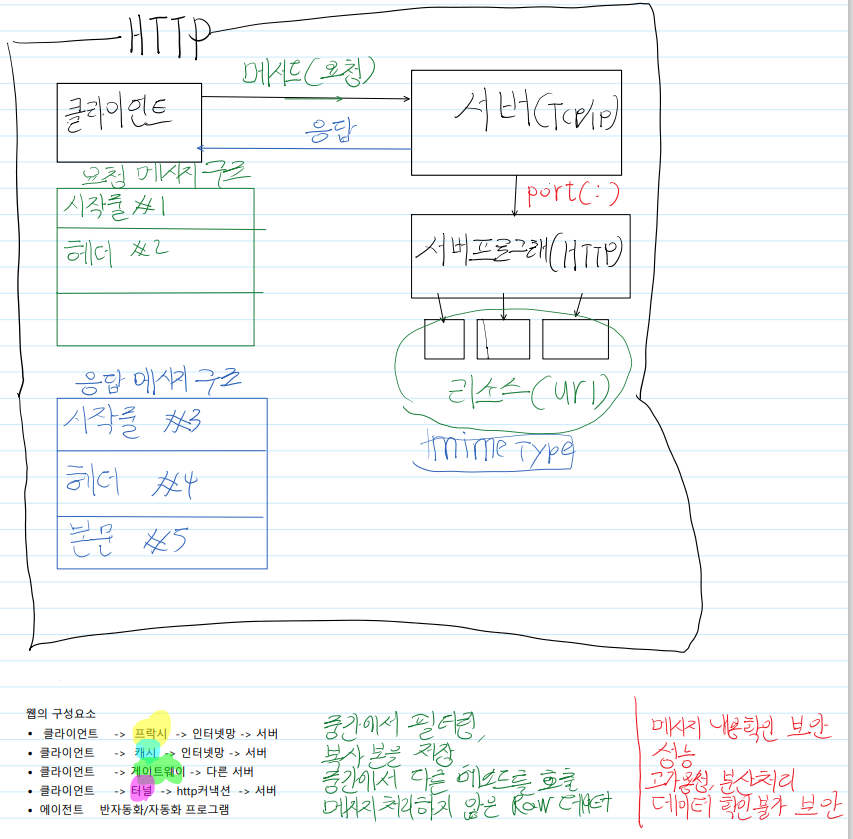 HTTP
메서드(요청)
클라이언트
서버(TCP/IP)
응답
요청 메시지 구조
port(:)
시작줄 #1
헤더 #2
서버프로그램(HTTP)
리소스(uri)
응답 메시지 구조
시작줄 #3
+mime Type
헤더 #4
본문 #5
웹의 구성요소
• 클라이언트 -> 프락시 -> 인터넷망 -> 서버
• 클라이언트 -> 캐시 -> 인터넷망 -> 서버
• 클라이언트 -> 게이트웨이 -> 다른 서버
• 클라이언트 -> 터널 -> http커낵션 -> 서버
• 에이전트 반자동화/자동화 프로그램
중간에서 필터링,
복사본을 저장,
중간에서 다른 메소드를 호출
메시지처리하지 않은 Row 데이터
메시지 내용확인 보안
성능
고가용성, 분산처리
데이터 확인불가 보안